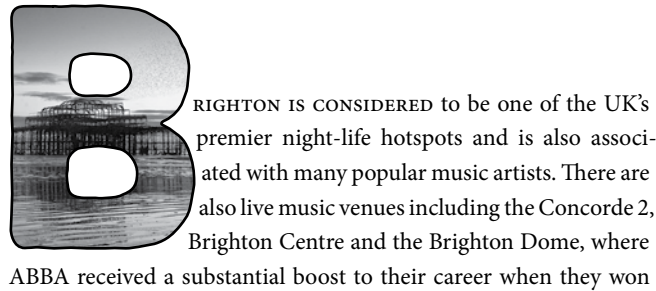 BRIGHTON IS CONSIDERED to be one of the UK's
premier night-life hotspots and is also associ-
ated with many popular music artists. There are
also live music venues including the Concorde 2,
Brighton Centre and the Brighton Dome, where
ABBA received a substantial boost to their career when they won